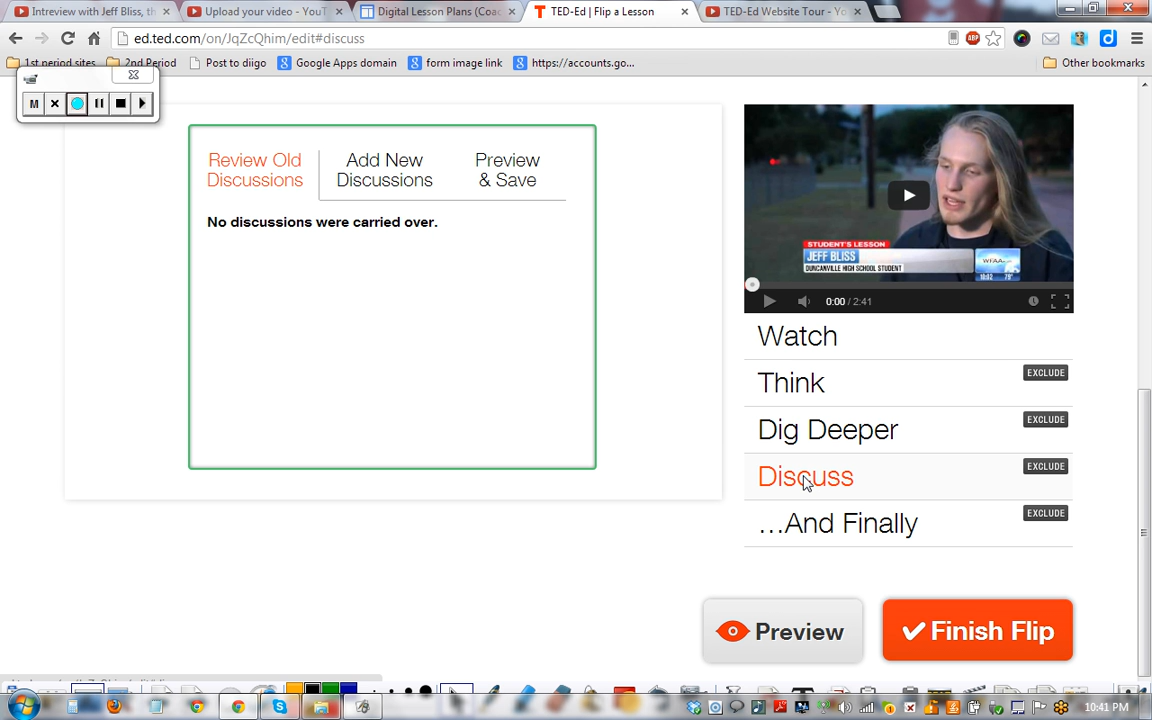 Intreview with Jeff Bliss, th
Upload your video - YouT
Digital Lesson Plans (Coac
TED-Ed | Flip a Lesson
TED-Ed Website Tour - Yo
ed.ted.com/on/JqZcQhim/edit#discuss
1st period sites
2nd Period
Post to diigo
Google Apps domain
form image link
https://accounts.go...
Other bookmarks
M
Review Old
Discussions
Add New
Discussions
Preview
& Save
No discussions were carried over.
STUDENT'S LESSON
JEFF BLISS
DUNCANVILLE HIGH SCHOOL STUDENT
WFAA
10:02 78°
0:00 / 2:41
Watch
Think
EXCLUDE
Dig Deeper
EXCLUDE
Discuss
EXCLUDE
...And Finally
EXCLUDE
Preview
Finish Flip
10:41 PM